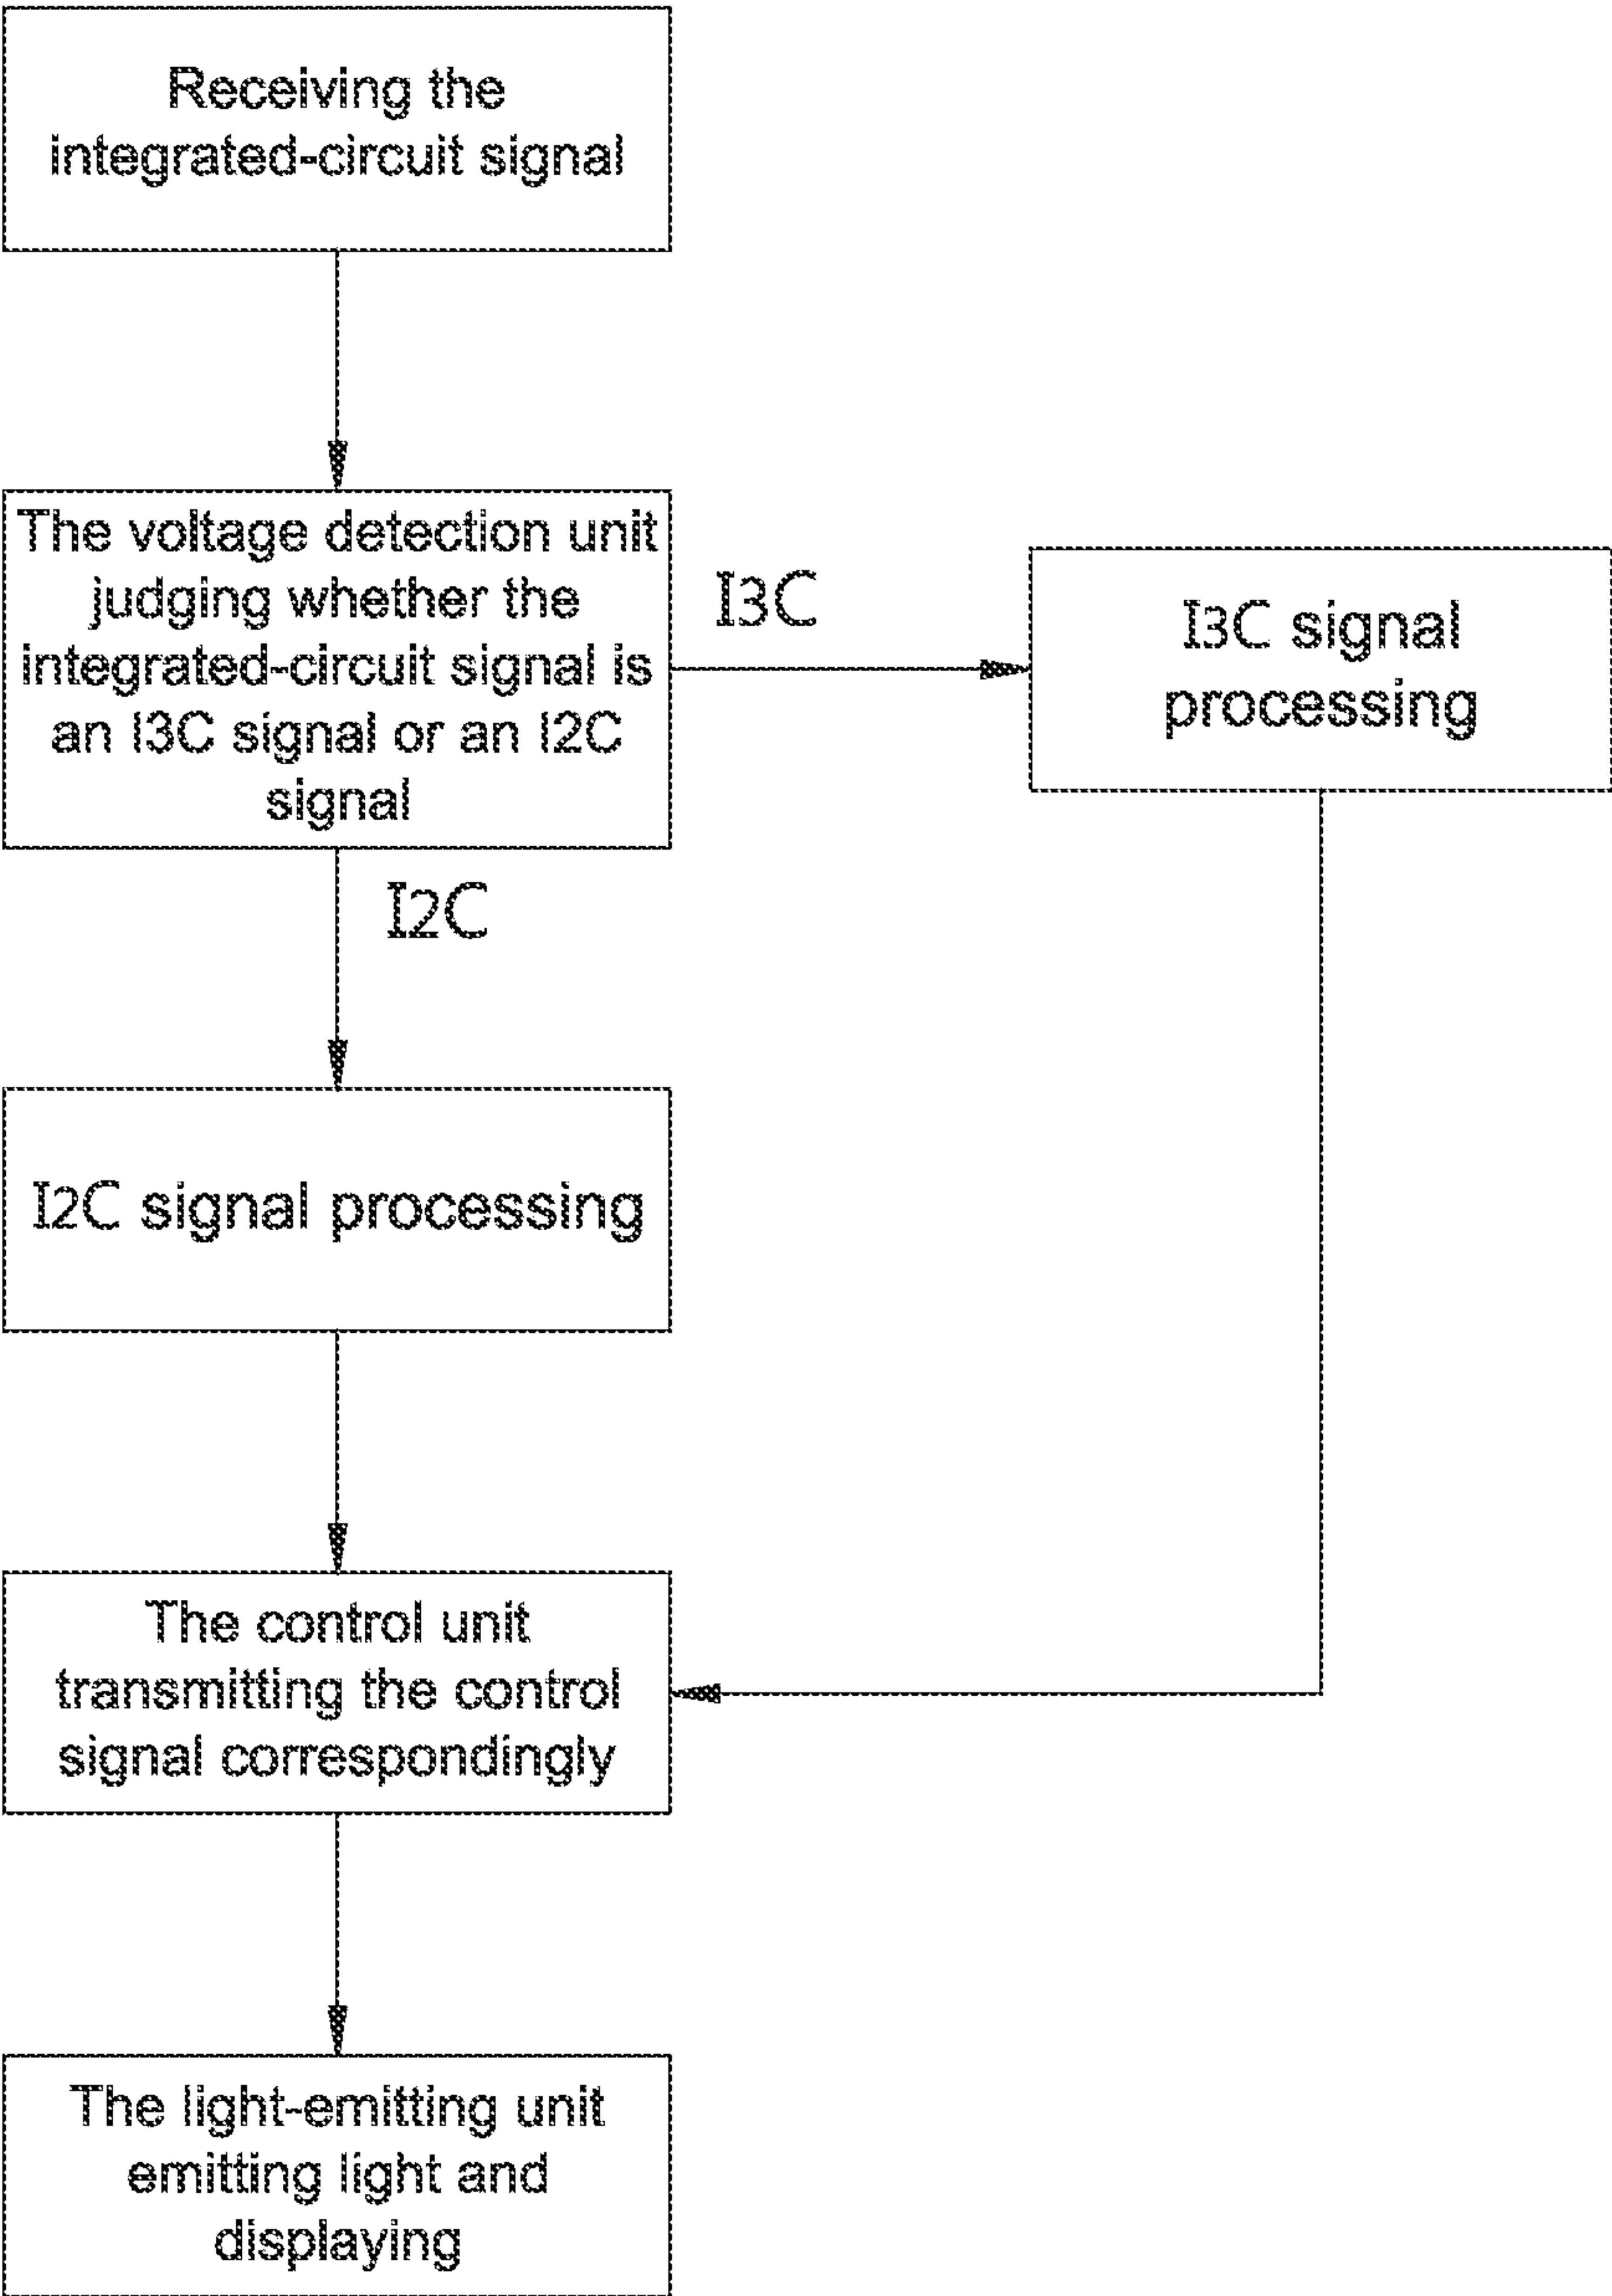 Receiving the
integrated-circuit signal
The voltage detection unit
judging whether the
integrated-circuit signal is
an I3C signal or an I2C
signal
I3C
I3C signal
processing
I2C
I2C signal processing
The control unit
transmitting the control
signal correspondingly
The light-emitting unit
emitting light and
displaying